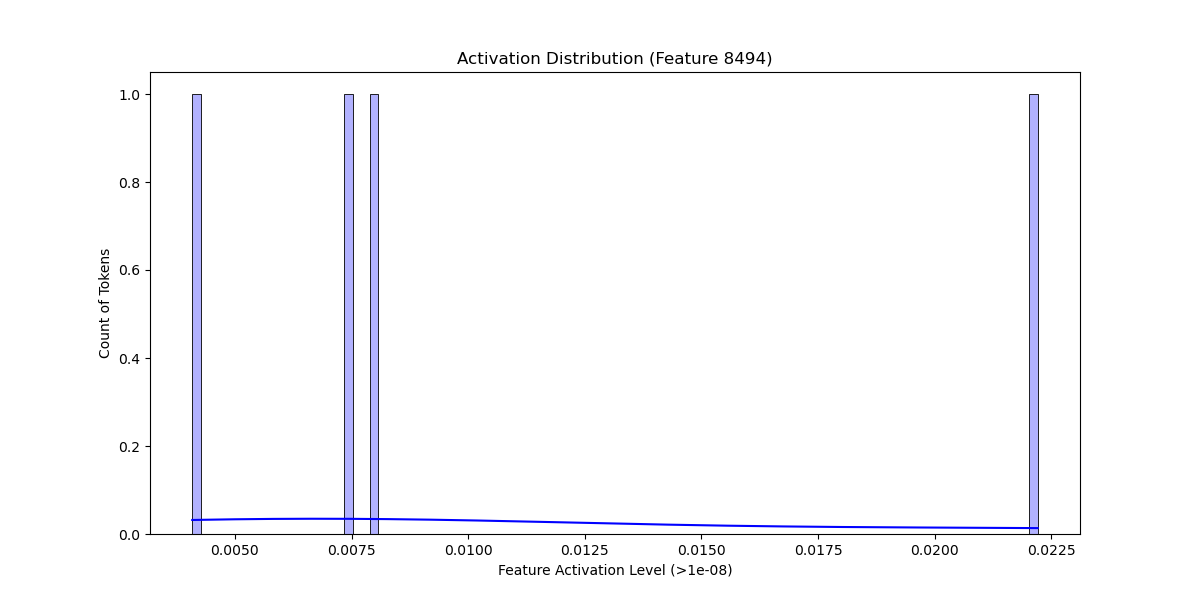 Activation Distribution (Feature 8494)
Count of Tokens
1.0
0.8
0.6
0.4
0.2
0.0
0.0050 0.0075 0.0100 0.0125 0.0150 0.0175 0.0200 0.0225
Feature Activation Level (>1e-08)